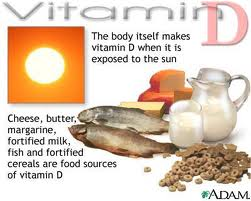 Vitamin D
The body itself makes
vitamin D when it is
exposed to the sun
Cheese, butter,
margarine,
fortified milk,
fish and fortified
cereals are food sources
of vitamin D
ADAM